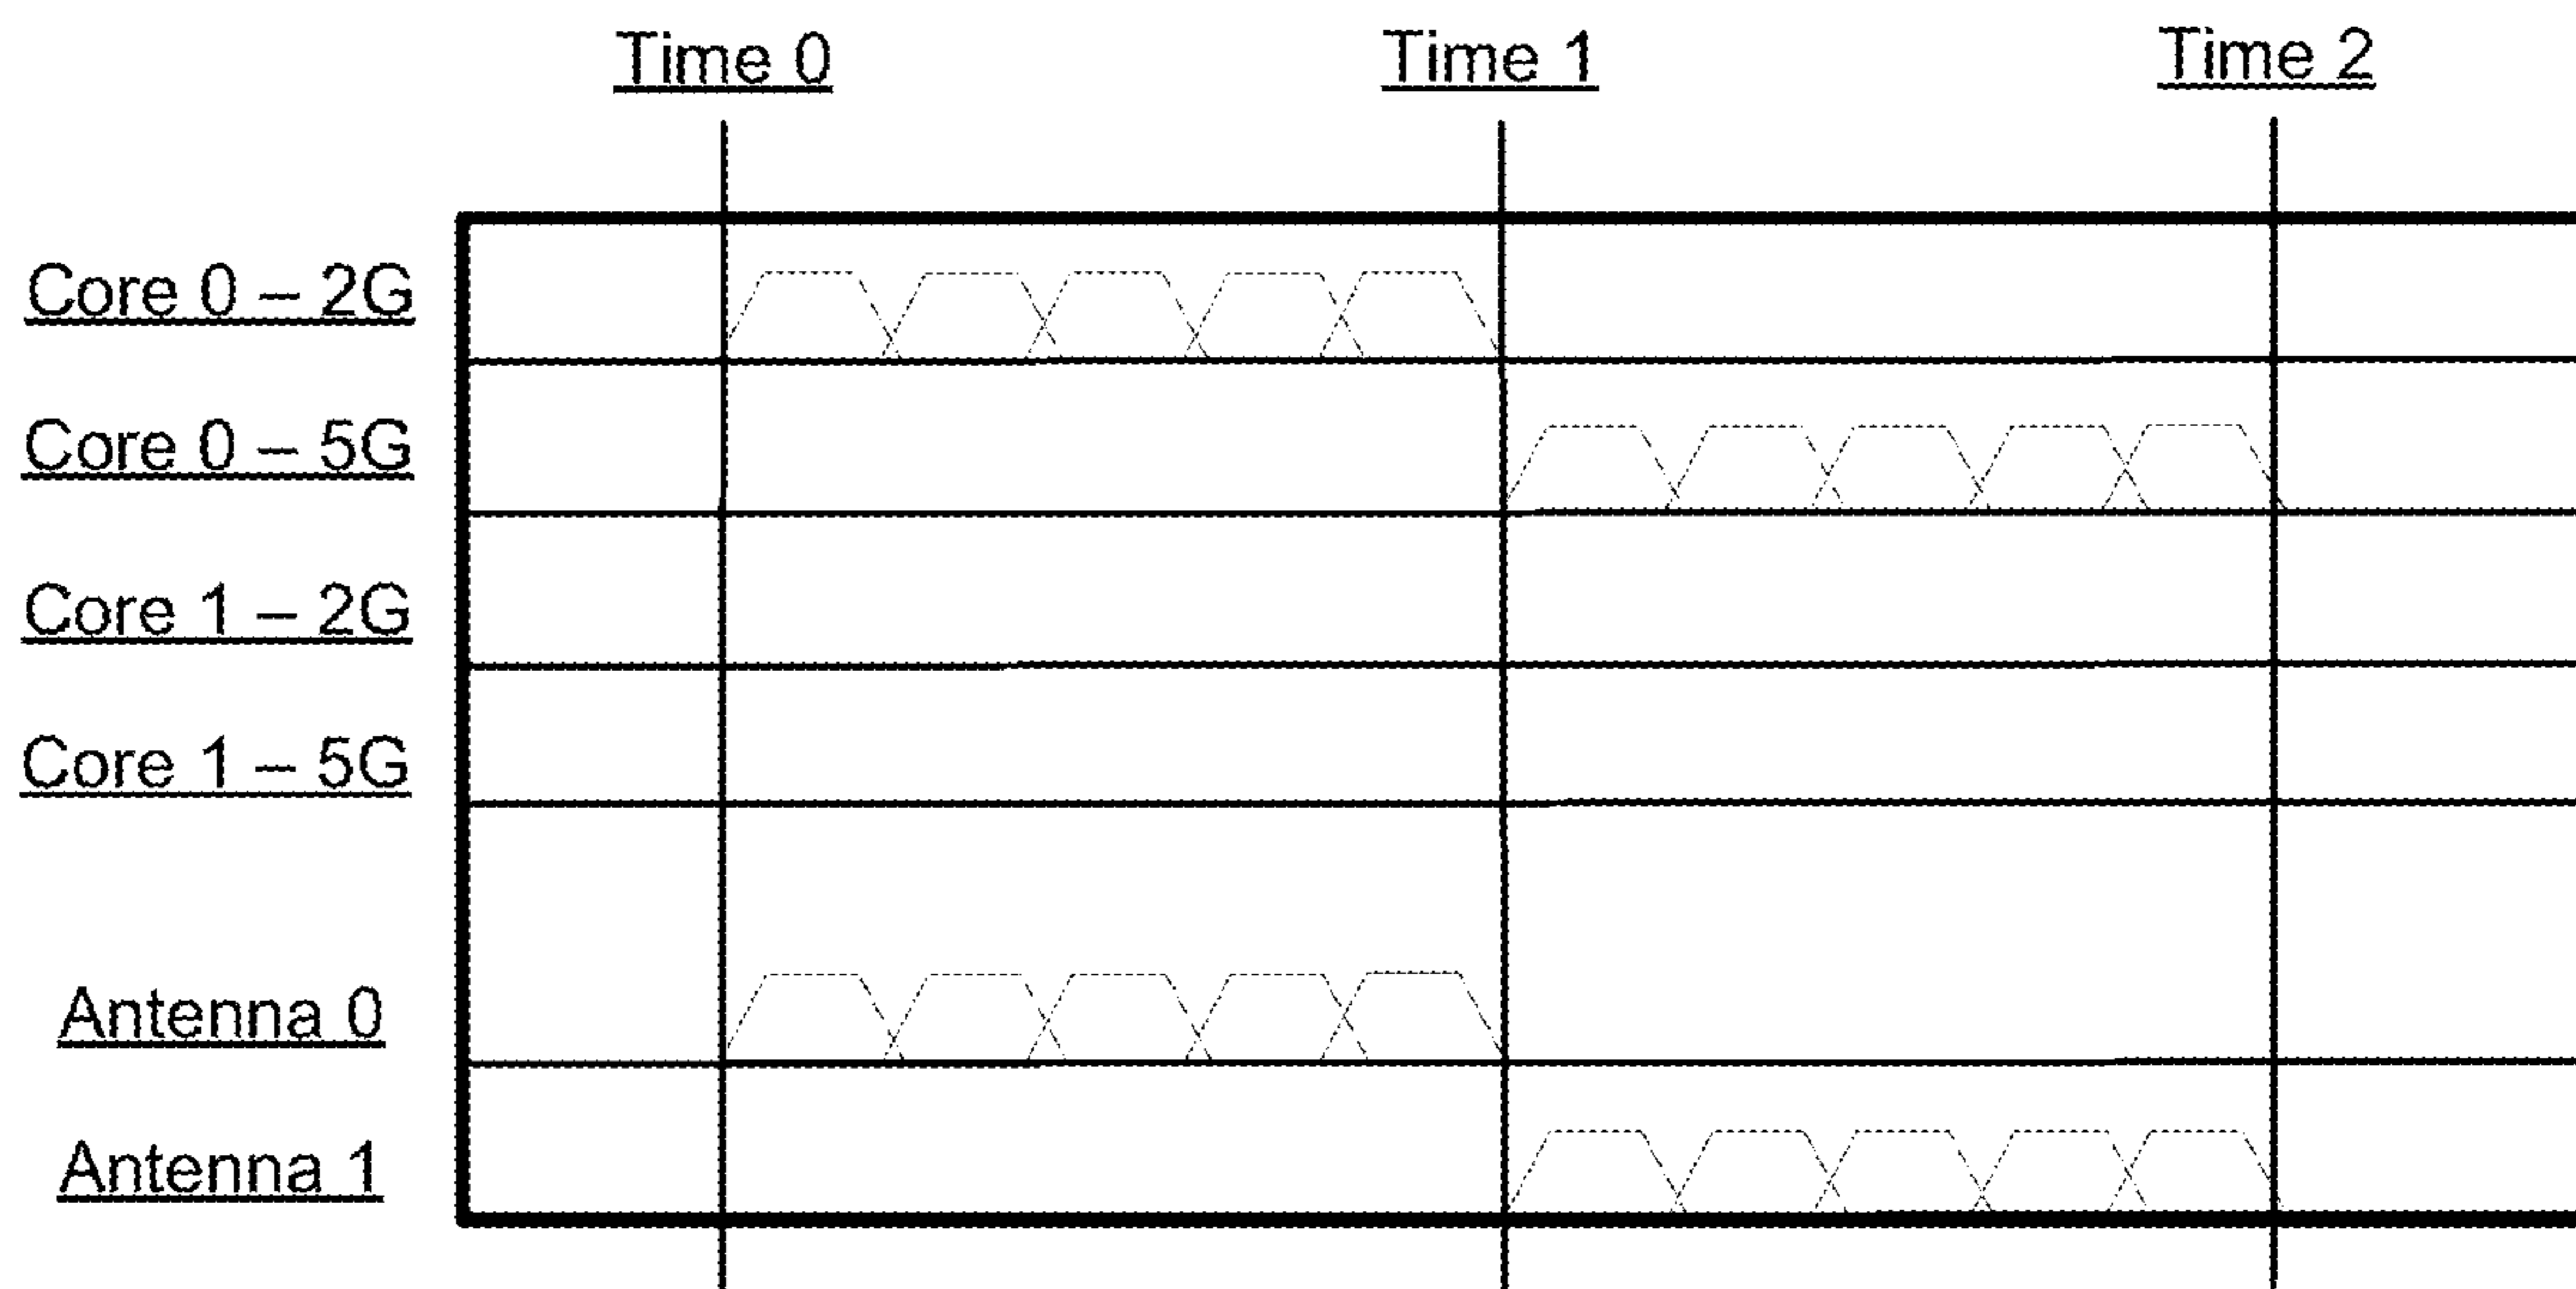 Time 0 Time 1 Time 2
Core 0 – 2G
Core 0 – 5G
Core 1 – 2G
Core 1 – 5G
Antenna 0
Antenna 1